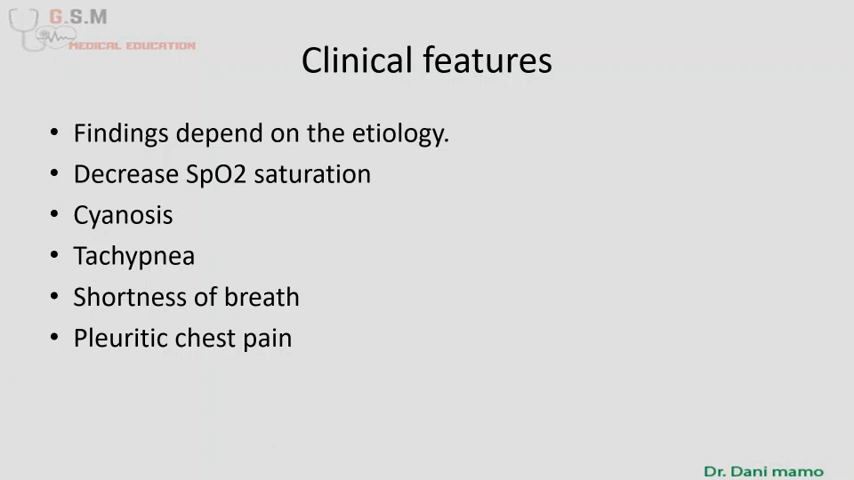 G.S.M
MEDICAL EDUCATION
Clinical features
• Findings depend on the etiology.
• Decrease SpO2 saturation
• Cyanosis
• Tachypnea
• Shortness of breath
• Pleuritic chest pain
Dr. Dani mamo